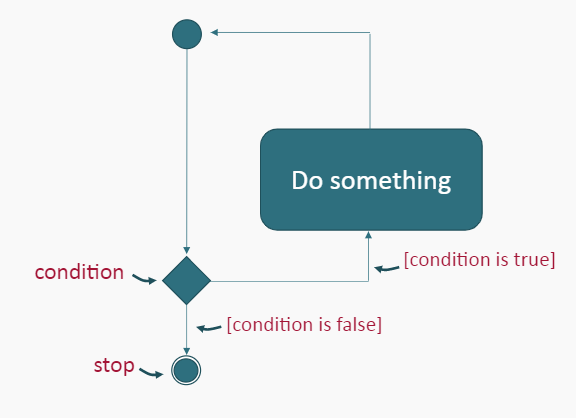 Do something
[condition is true]
condition
[condition is false]
stop